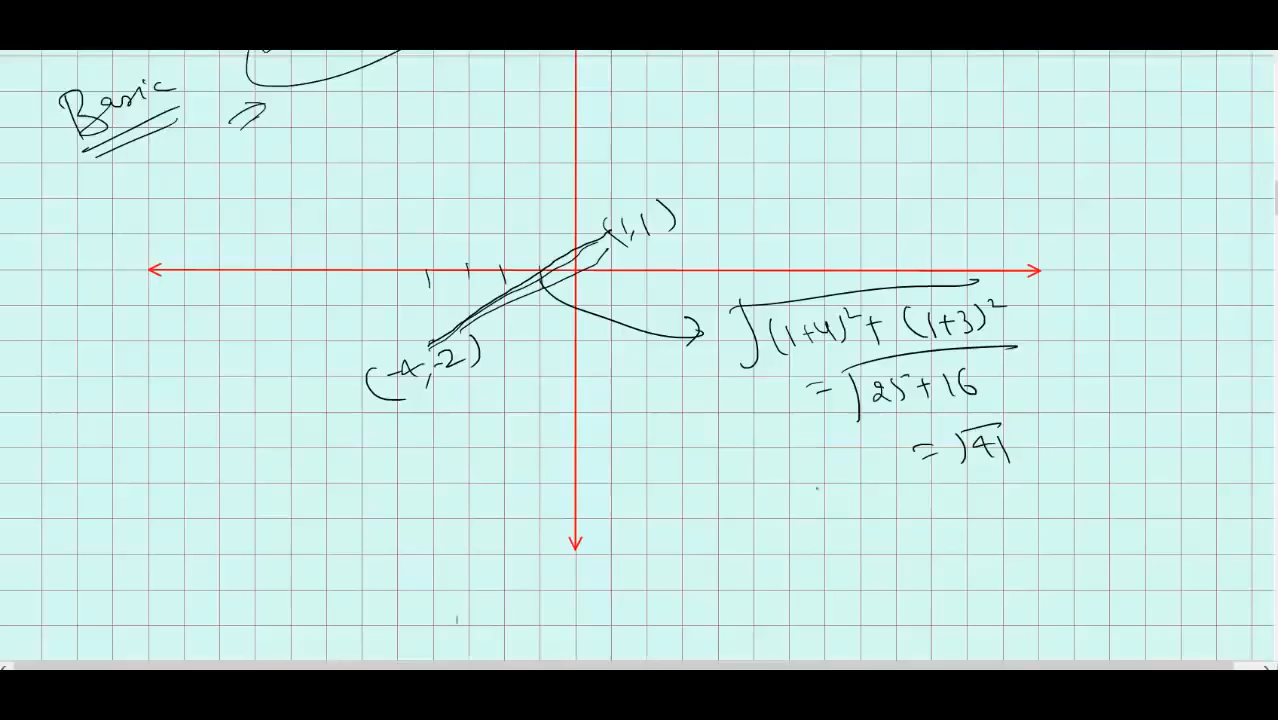 Basic
⇒
(1,1)
(-4,-2)
√(1+4)² + (1+3)²
= √25+16
= √41